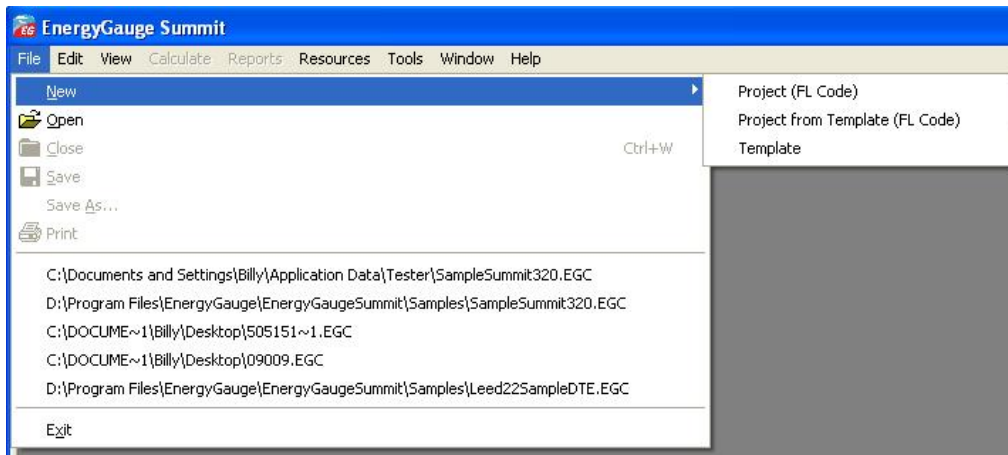 EG EnergyGauge Summit
File Edit View Calculate Reports Resources Tools Window Help
New
Open
Close Ctrl+W
Save
Save As...
Print
C:\Documents and Settings\Billy\Application Data\Tester\SampleSummit320.EGC
D:\Program Files\EnergyGauge\EnergyGaugeSummit\Samples\SampleSummit320.EGC
C:\DOCUME~1\Billy\Desktop\505151~1.EGC
C:\DOCUME~1\Billy\Desktop\09009.EGC
D:\Program Files\EnergyGauge\EnergyGaugeSummit\Samples\Leed22SampleDTE.EGC
Exit
Project (FL Code)
Project from Template (FL Code)
Template